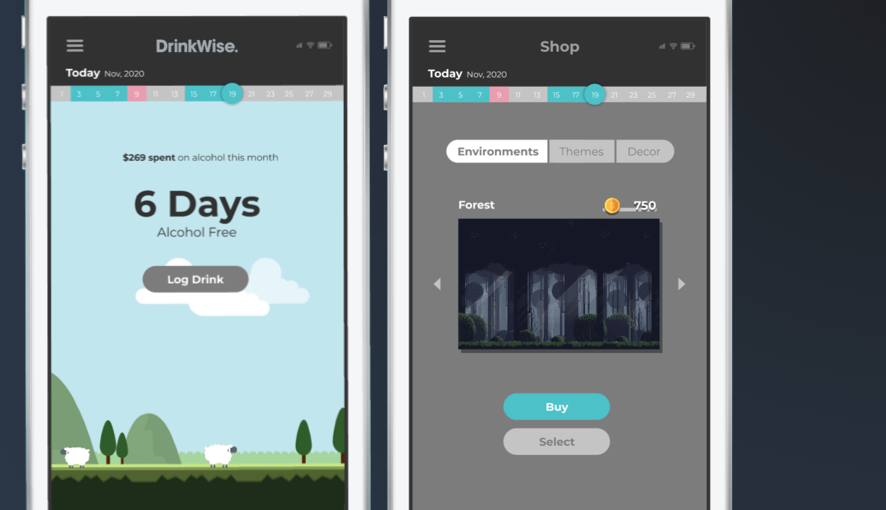 DrinkWise.
Today Nov, 2020
1 3 5 7 9 11 13 15 17 19 21 23 25 27 29
$269 spent on alcohol this month
6 Days
Alcohol Free
Log Drink
Shop
Today Nov, 2020
1 3 5 7 9 11 13 15 17 19 21 23 25 27 29
Environments Themes Decor
Forest 750
Buy
Select